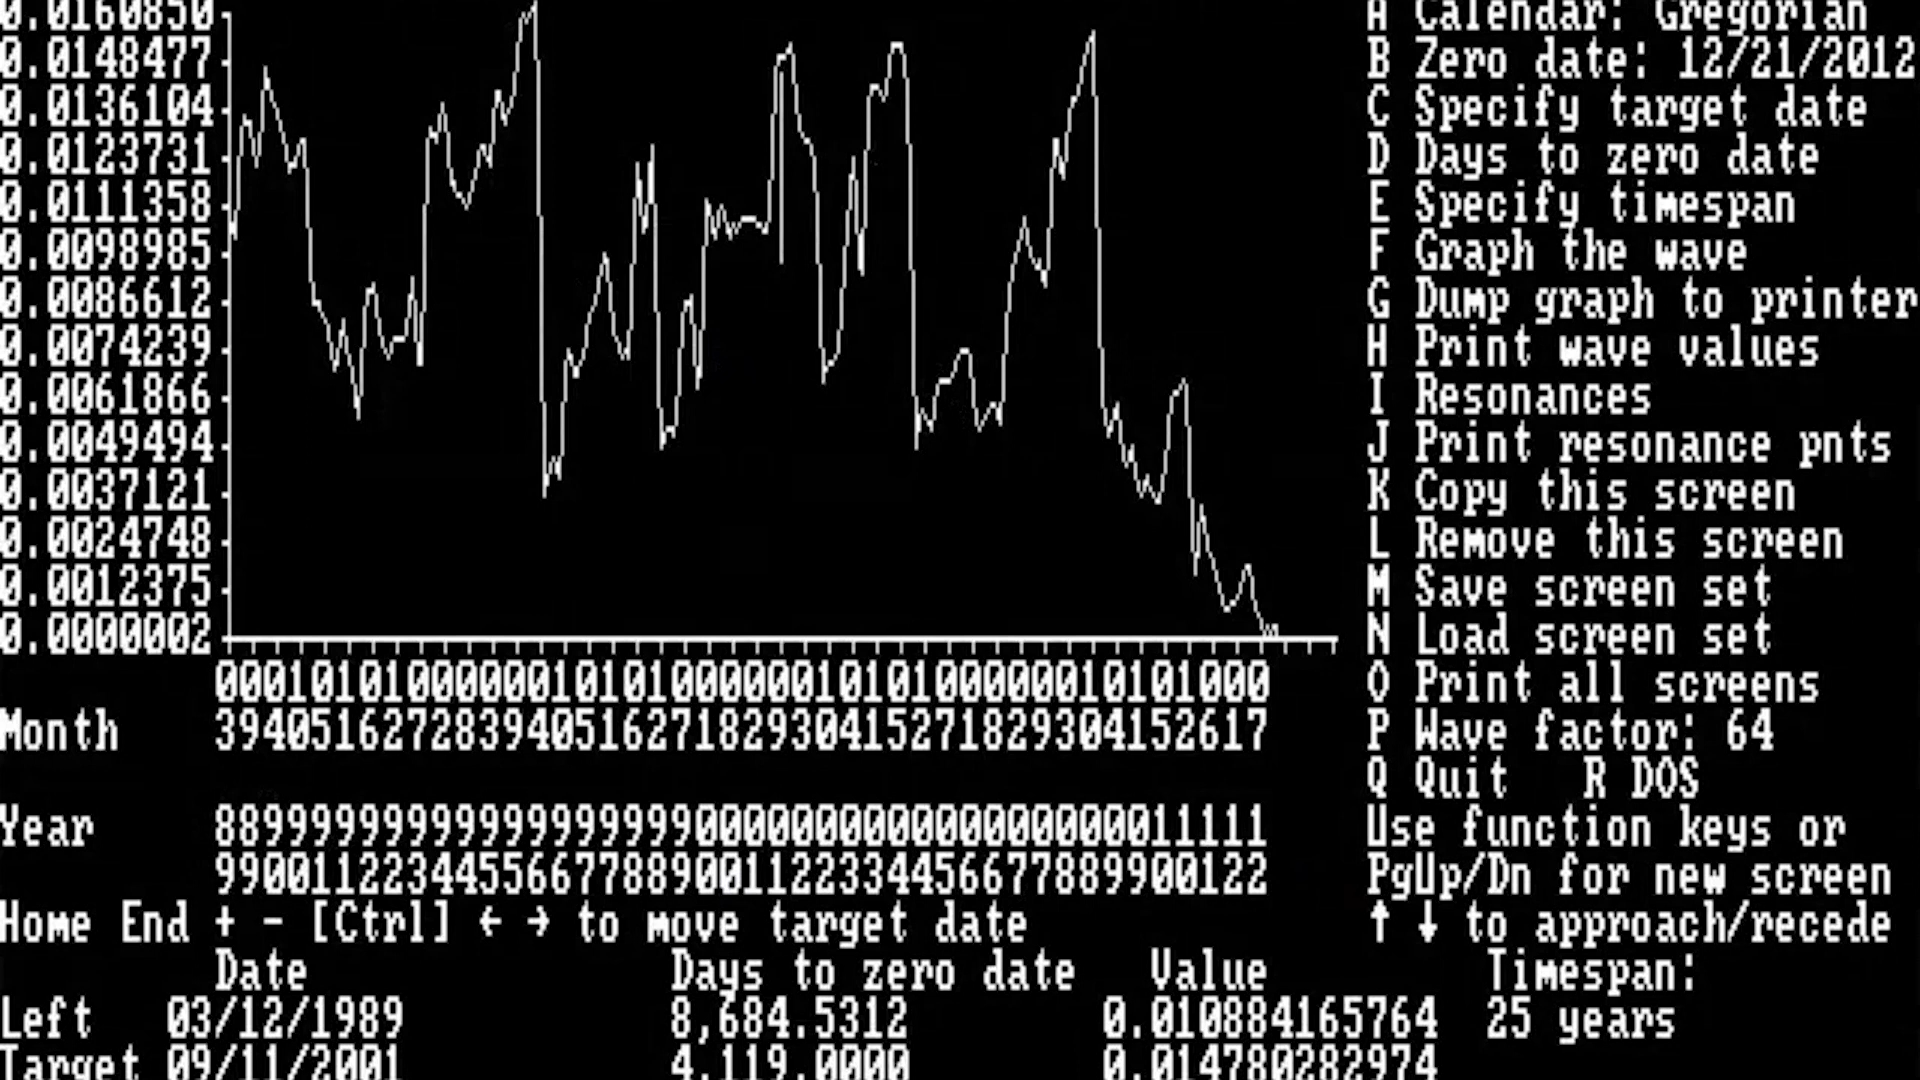 0.0160850
0.0148477
0.0136104
0.0123731
0.0111358
0.0098985
0.0086612
0.0074239
0.0061866
0.0049494
0.0037121
0.0024748
0.0012375
0.0000002
A Calendar: Gregorian
B Zero date: 12/21/2012
C Specify target date
D Days to zero date
E Specify timespan
F Graph the wave
G Dump graph to printer
H Print wave values
I Resonances
J Print resonance pnts
K Copy this screen
L Remove this screen
M Save screen set
N Load screen set
O Print all screens
P Wave factor: 64
Q Quit R DOS
Use function keys or
PgUp/Dn for new screen
↑ ↓ to approach/recede
00010101000000010101000000010101000000010101000
Month 39405162728394051627182930415271829304152617
Year 88999999999999999999000000000000000000011111
9900112233445566778890011223344556677889900122
Home End + - [Ctrl] ← → to move target date
Date Days to zero date Value Timespan:
Left 03/12/1989 8,684.5312 0.010884165764 25 years
Target 09/11/2001 4,119.0000 0.014780282974